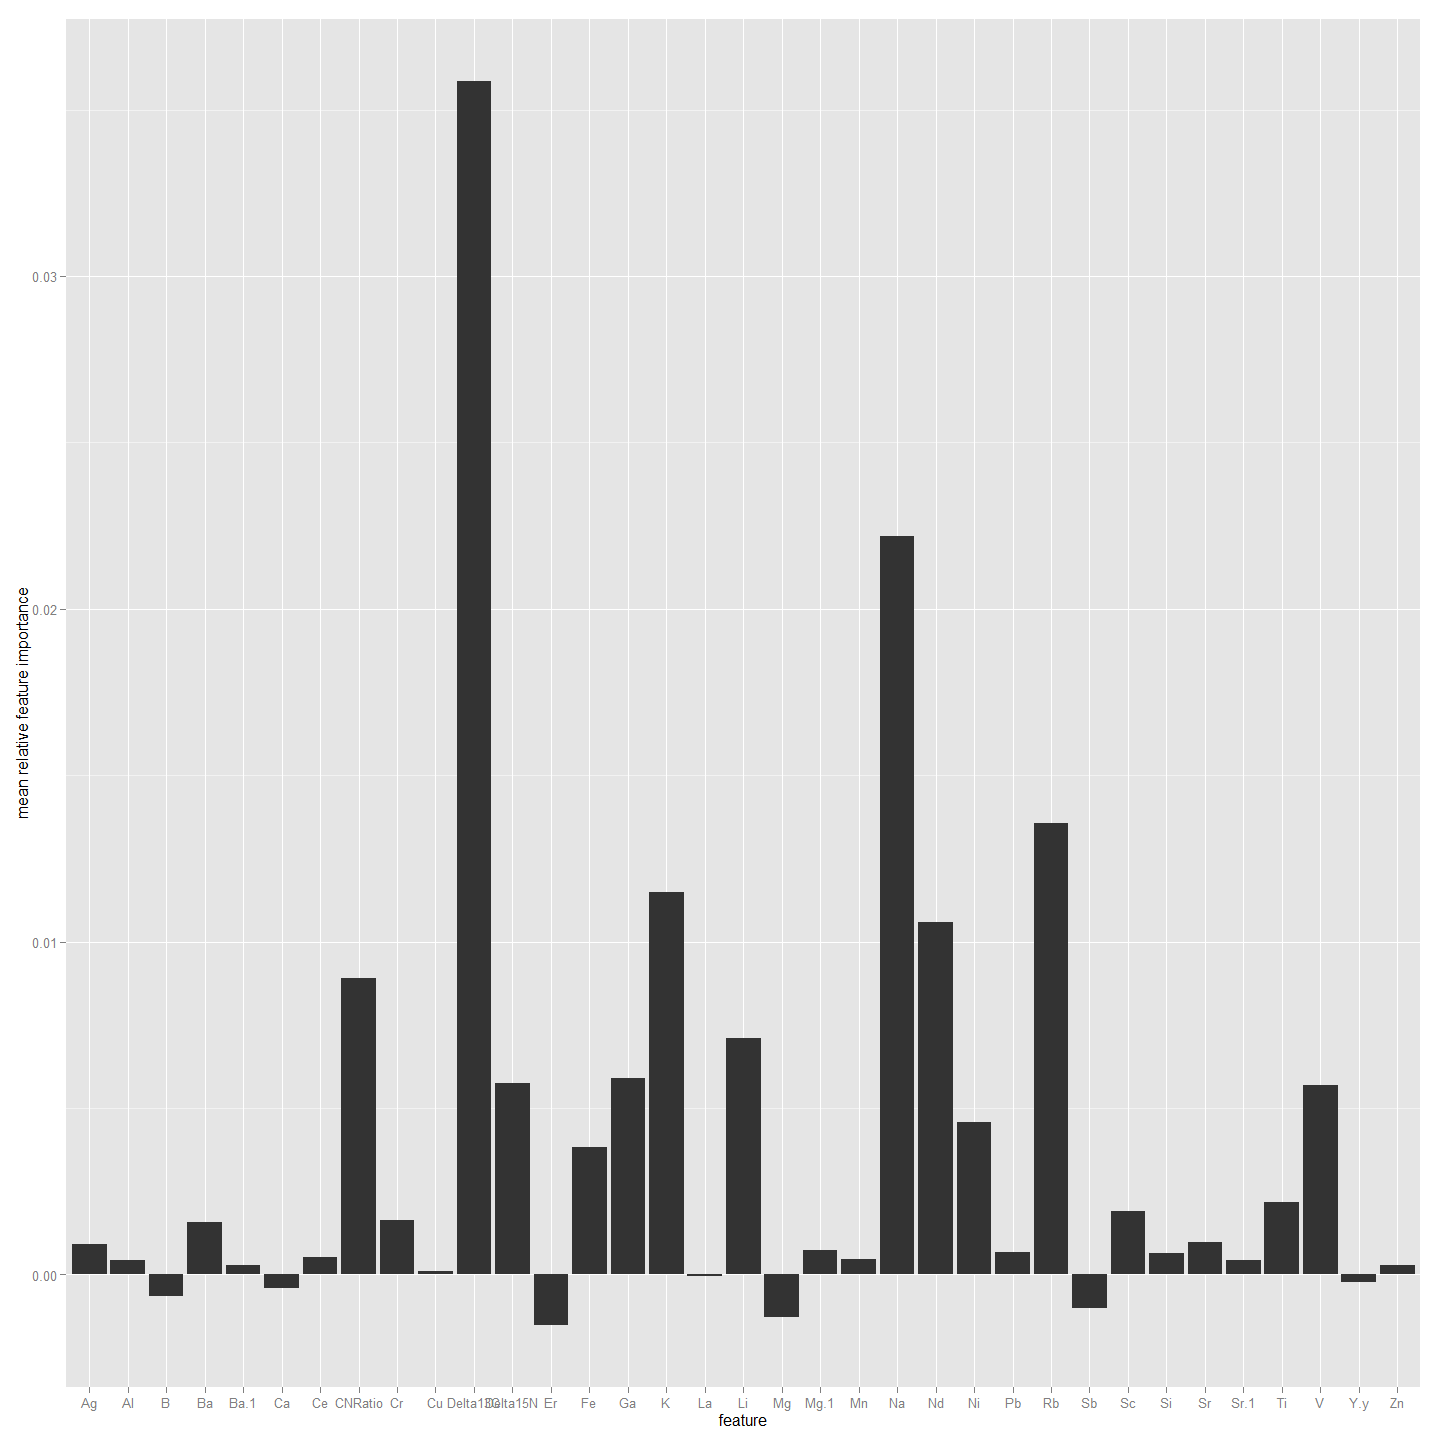 mean relative feature importance
0.03
0.02
0.01
0.00
Ag Al B Ba Ba.1 Ca Ce CNRatio Cr Cu Delta13C Delta15N Er Fe Ga K La Li Mg Mg.1 Mn Na Nd Ni Pb Rb Sb Sc Si Sr Sr.1 Ti V Y.y Zn
feature